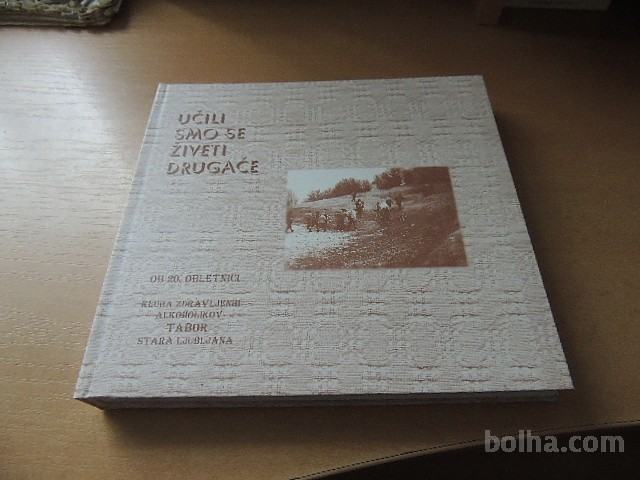 UČILI
SMO SE
ŽIVETI
DRUGAČE
OB 20. OBLETNICI
KLUBA ZDRAVLJENIH
ALKOHOLIKOV
TABOR
STARA LJUBLJANA
bolha.com